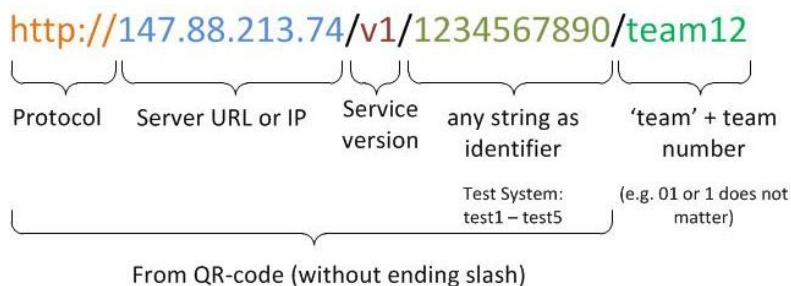 http://147.88.213.74/v1/1234567890/team12
Protocol
Server URL or IP
Service
version
any string as
identifier
‘team’ + team
number
Test System:
test1 – test5
(e.g. 01 or 1 does not
matter)
From QR-code (without ending slash)